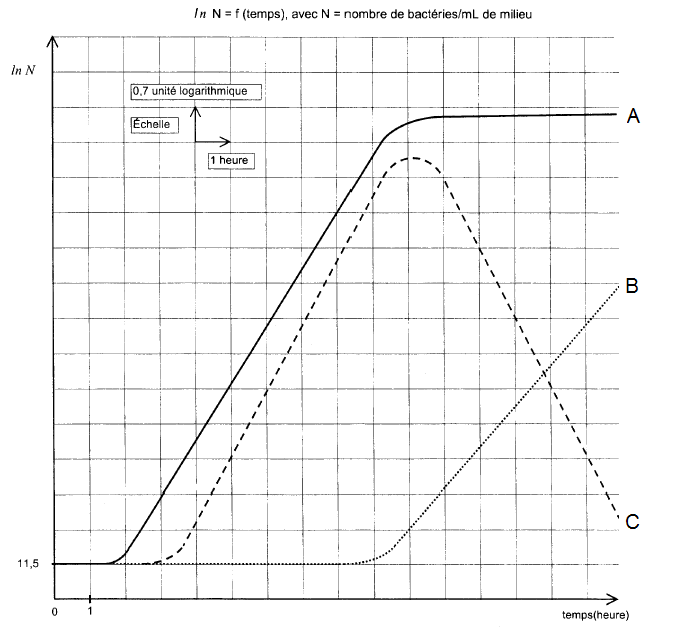 ln N = f (temps), avec N = nombre de bactéries/mL de milieu
ln N
0,7 unité logarithmique
Échelle
1 heure
A
B
C
11,5
0 1
temps(heure)